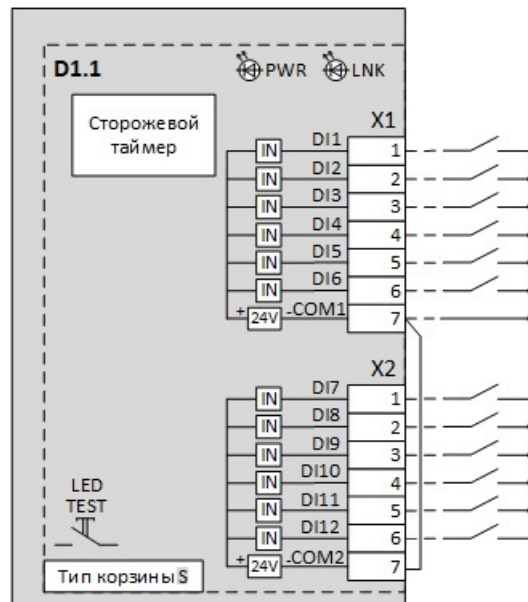 D1.1 PWR LNK
Сторожевой
таймер
X1
IN DI1 1
IN DI2 2
IN DI3 3
IN DI4 4
IN DI5 5
IN DI6 6
+ 24V -COM1 7
X2
IN DI7 1
IN DI8 2
IN DI9 3
IN DI10 4
IN DI11 5
IN DI12 6
+ 24V -COM2 7
LED
TEST
Тип корзины S